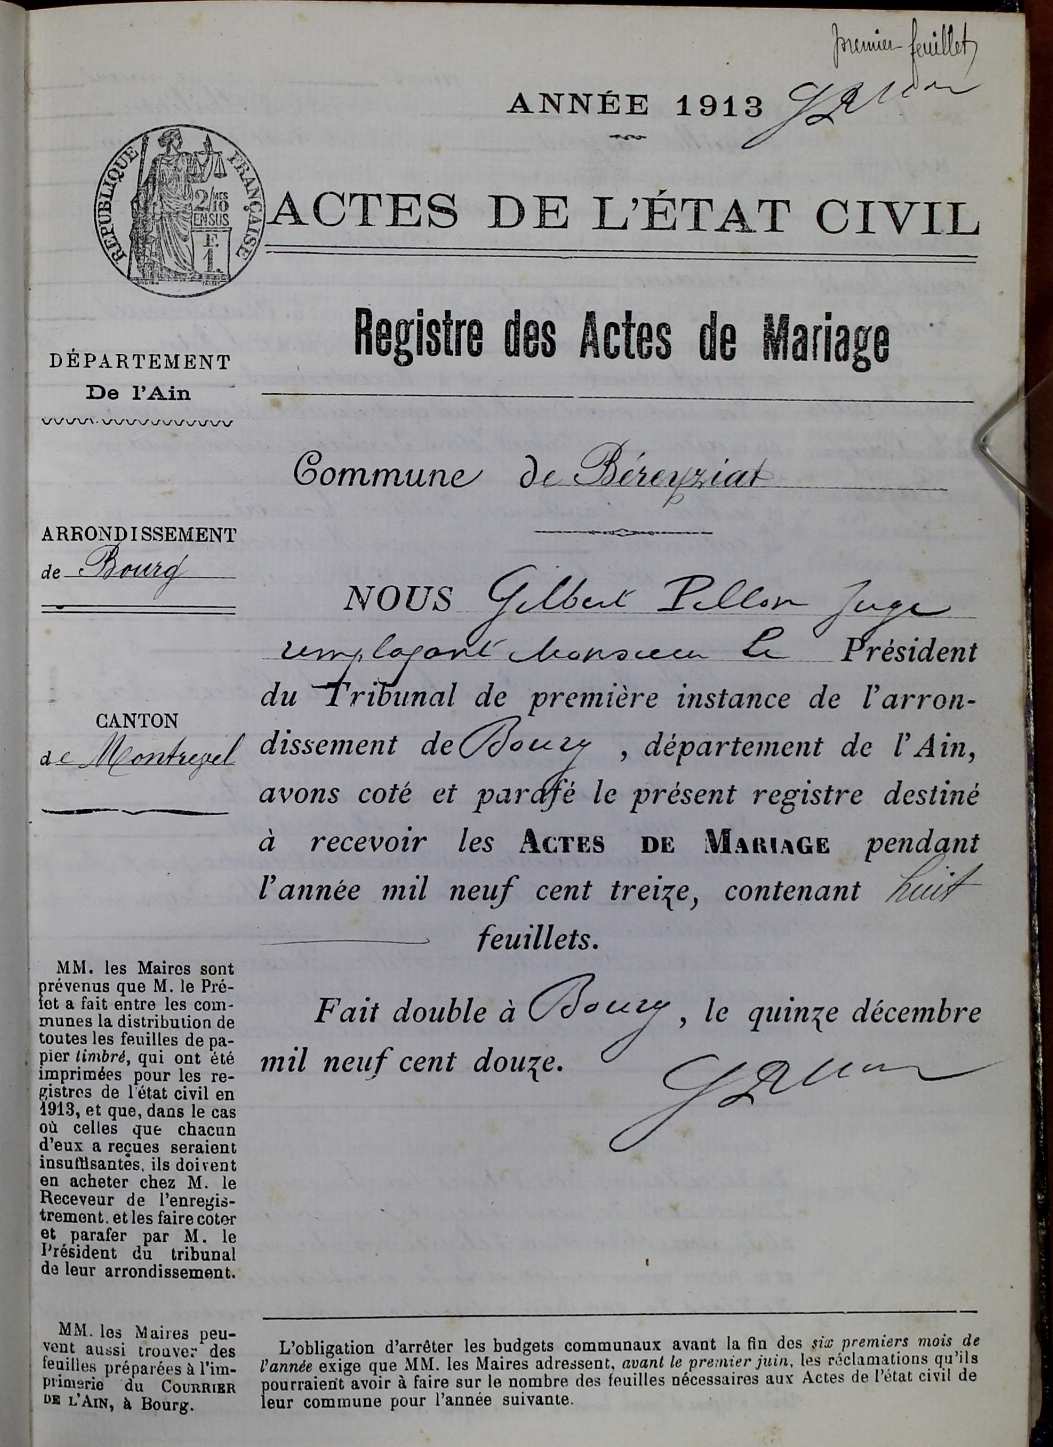 premier feuillet
ANNÉE 1913
RÉPUBLIQUE FRANÇAISE
2/MES
10
EN SUS
E
1.
ACTES DE L'ÉTAT CIVIL
Registre des Actes de Mariage
DÉPARTEMENT
De l'Ain
Commune de Béreyziat
ARRONDISSEMENT
de Bourg
CANTON
de Montrevel
NOUS Gilbert Pellon Juge
remplaçant Monsieur Le Président
du Tribunal de première instance de l'arron-
dissement de Bourg, département de l'Ain,
avons coté et parafé le présent registre destiné
à recevoir les ACTES DE MARIAGE pendant
l'année mil neuf cent treize, contenant huit
feuillets.
Fait double à Bourg, le quinze décembre
mil neuf cent douze.
MM. les Maires sont
prévenus que M. le Pré-
fet a fait entre les com-
munes la distribution de
toutes les feuilles de pa-
pier timbré, qui ont été
imprimées pour les re-
gistres de l'état civil en
1913, et que, dans le cas
où celles que chacun
d'eux a reçues seraient
insuffisantes, ils doivent
en acheter chez M. le
Receveur de l'enregis-
trement. et les faire coter
et parafer par M. le
Président du tribunal
de leur arrondissement.
MM. les Maires peu-
vent aussi trouver des
feuilles préparées à l'im-
primerie du COURRIER
DE L'AIN, à Bourg.
L'obligation d'arrêter les budgets communaux avant la fin des six premiers mois de
l'année exige que MM. les Maires adressent, avant le premier juin, les réclamations qu'ils
pourraient avoir à faire sur le nombre des feuilles nécessaires aux Actes de l'état civil de
leur commune pour l'année suivante.